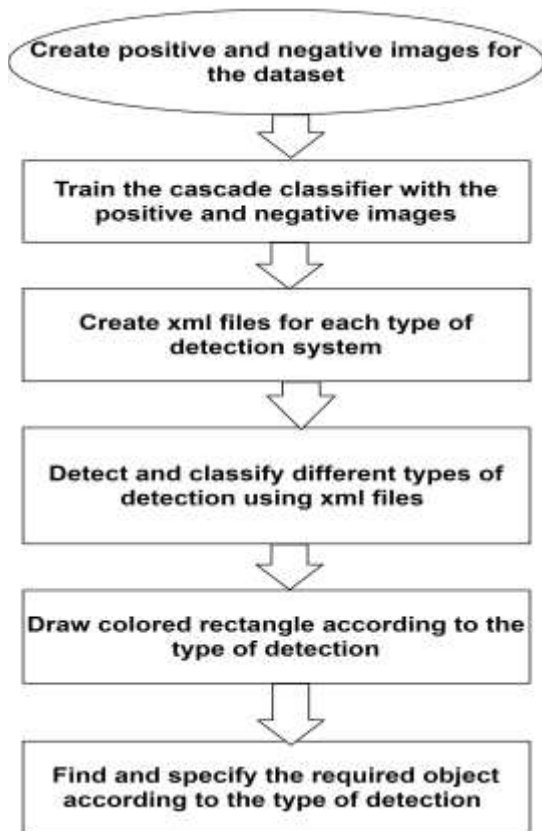 Create positive and negative images for
the dataset
Train the cascade classifier with the
positive and negative images
Create xml files for each type of
detection system
Detect and classify different types of
detection using xml files
Draw colored rectangle according to the
type of detection
Find and specify the required object
according to the type of detection